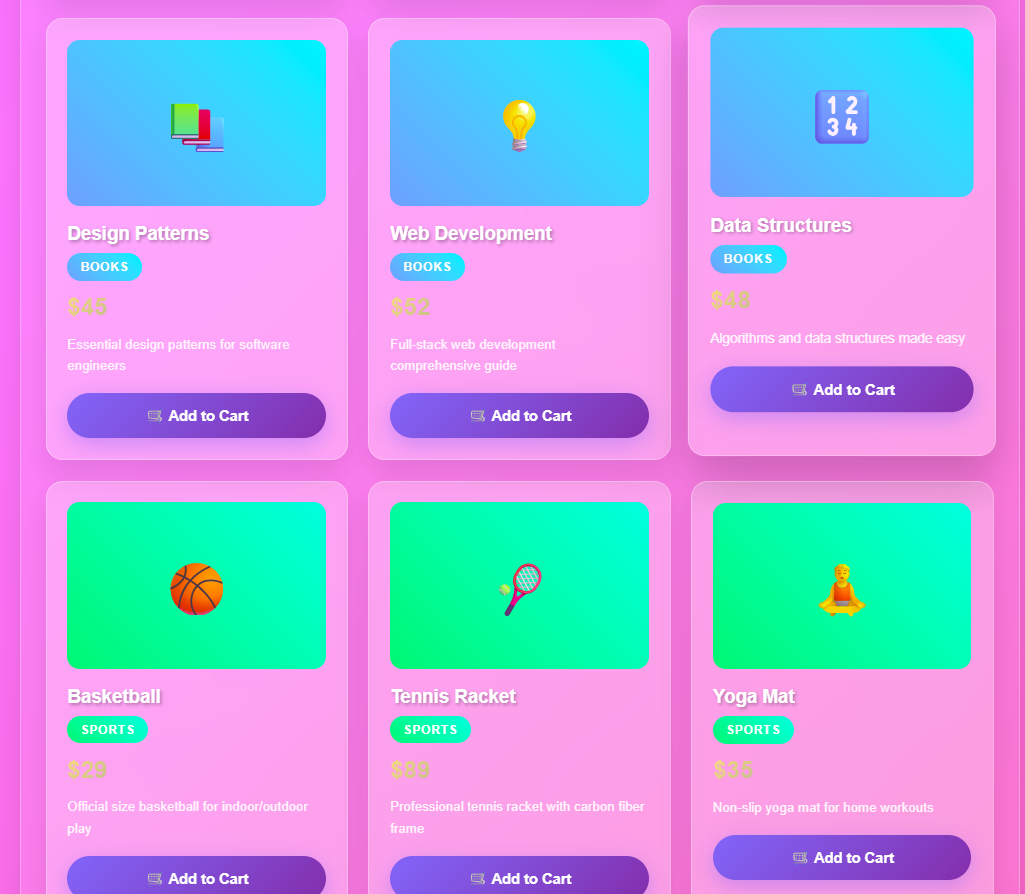 1 2
3 4
Design Patterns
BOOKS
$45
Essential design patterns for software
engineers
Add to Cart
Web Development
BOOKS
$52
Full-stack web development
comprehensive guide
Add to Cart
Data Structures
BOOKS
$48
Algorithms and data structures made easy
Add to Cart
Basketball
SPORTS
$29
Official size basketball for indoor/outdoor
play
Add to Cart
Tennis Racket
SPORTS
$89
Professional tennis racket with carbon fiber
frame
Add to Cart
Yoga Mat
SPORTS
$35
Non-slip yoga mat for home workouts
Add to Cart